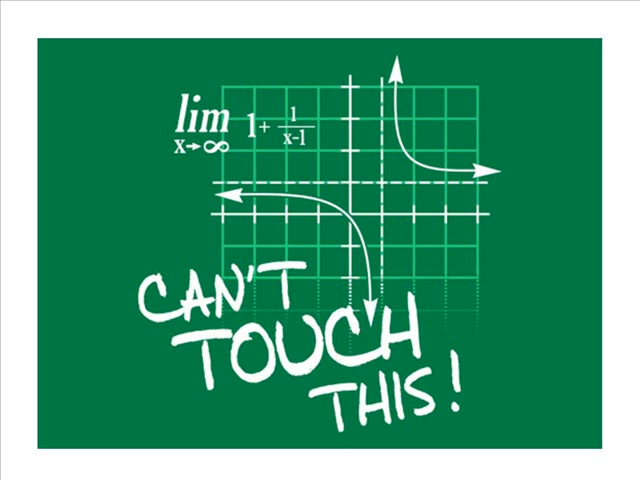 lim 1+ 1/x-1
x→∞
CAN'T
TOUCH
THIS!